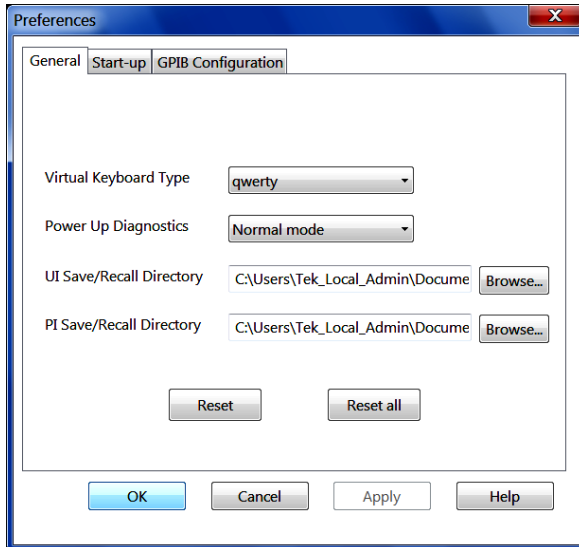 Preferences
General Start-up GPIB Configuration
Virtual Keyboard Type qwerty
Power Up Diagnostics Normal mode
UI Save/Recall Directory C:\Users\Tek_Local_Admin\Docume Browse...
PI Save/Recall Directory C:\Users\Tek_Local_Admin\Docume Browse...
Reset Reset all
OK Cancel Apply Help